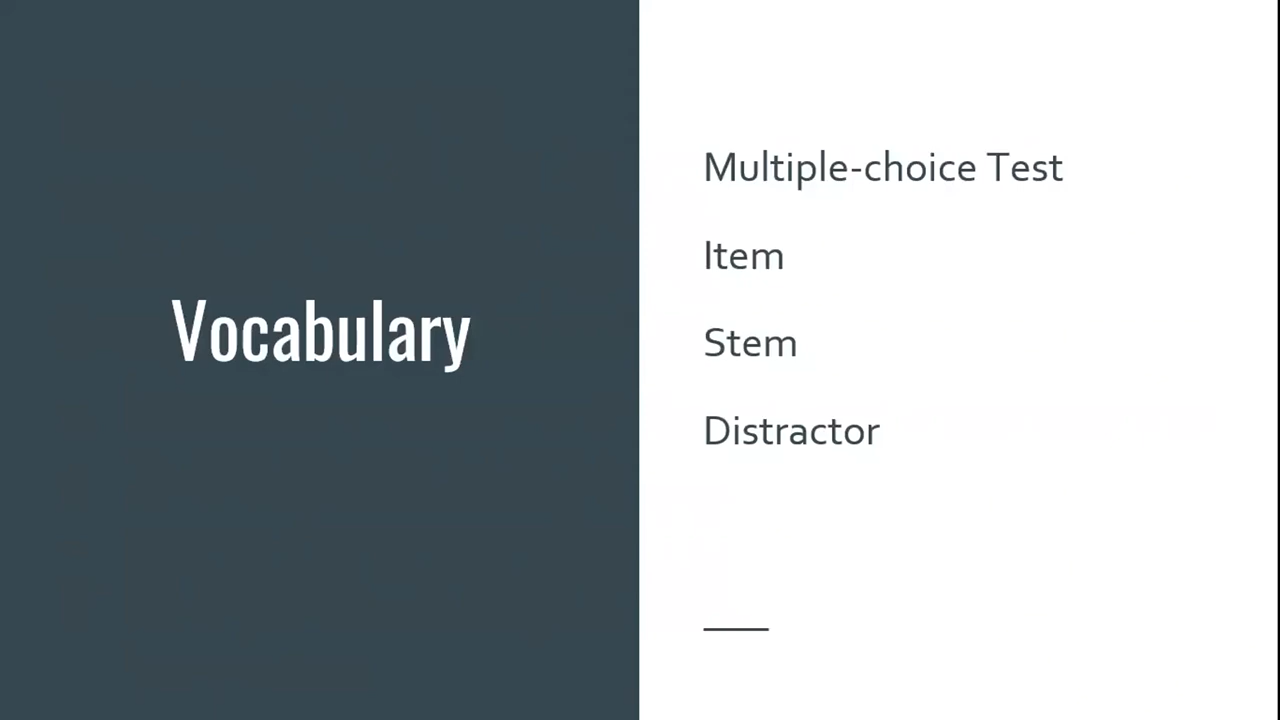 Vocabulary
Multiple-choice Test
Item
Stem
Distractor